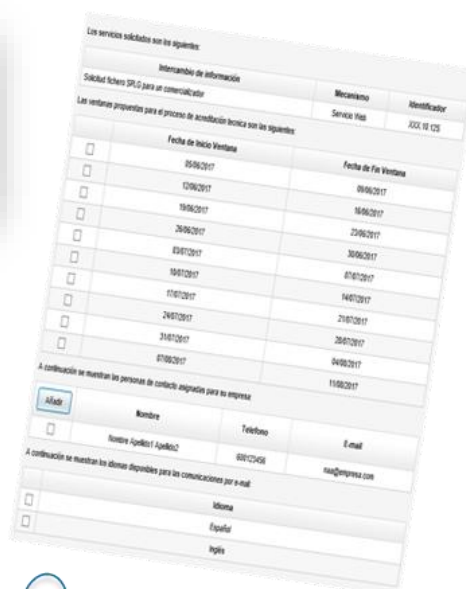 Los servicios solicitados son los siguientes:
Intercambio de información Mecanismo Identificador
Solicitud fichero SPLG para un comercializador Servicio Web XXX 10 125
Las ventanas propuestas para el proceso de acreditación técnica son las siguientes:
Fecha de Inicio Ventana Fecha de Fin Ventana
05/06/2017 09/06/2017
12/06/2017 16/06/2017
19/06/2017 23/06/2017
26/06/2017 30/06/2017
03/07/2017 07/07/2017
10/07/2017 14/07/2017
17/07/2017 21/07/2017
24/07/2017 28/07/2017
31/07/2017 04/08/2017
07/08/2017 11/08/2017
A continuación se muestran las personas de contacto asignadas para su empresa:
Añadir Nombre Teléfono E-mail
Nombre Apellido1 Apellido2 600123456 naa@empresa.com
A continuación se muestran los idiomas disponibles para las comunicaciones por e-mail:
Idioma
Español
Inglés